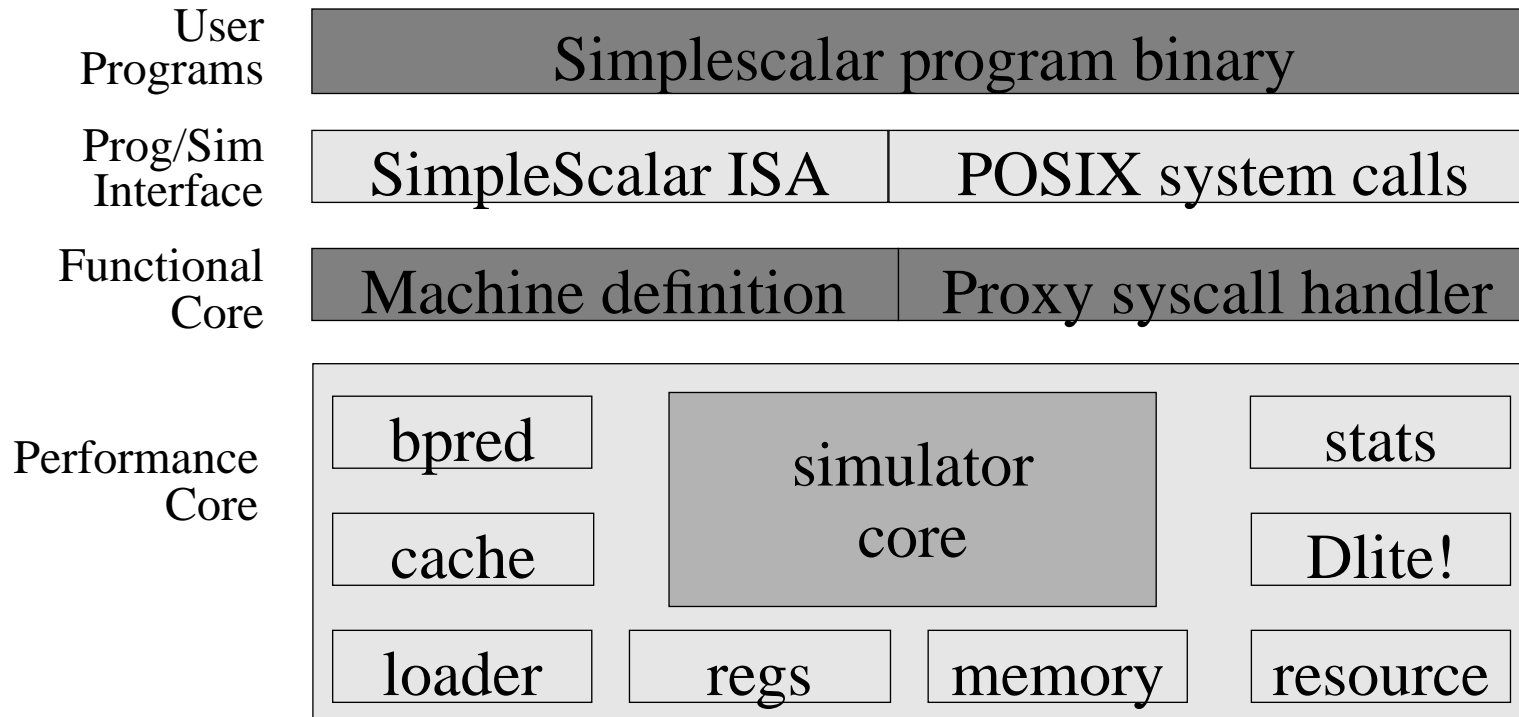 User
Programs
Simplescalar program binary
Prog/Sim
Interface
SimpleScalar ISA
POSIX system calls
Functional
Core
Machine definition
Proxy syscall handler
Performance
Core
bpred
simulator
core
stats
cache
Dlite!
loader
regs
memory
resource